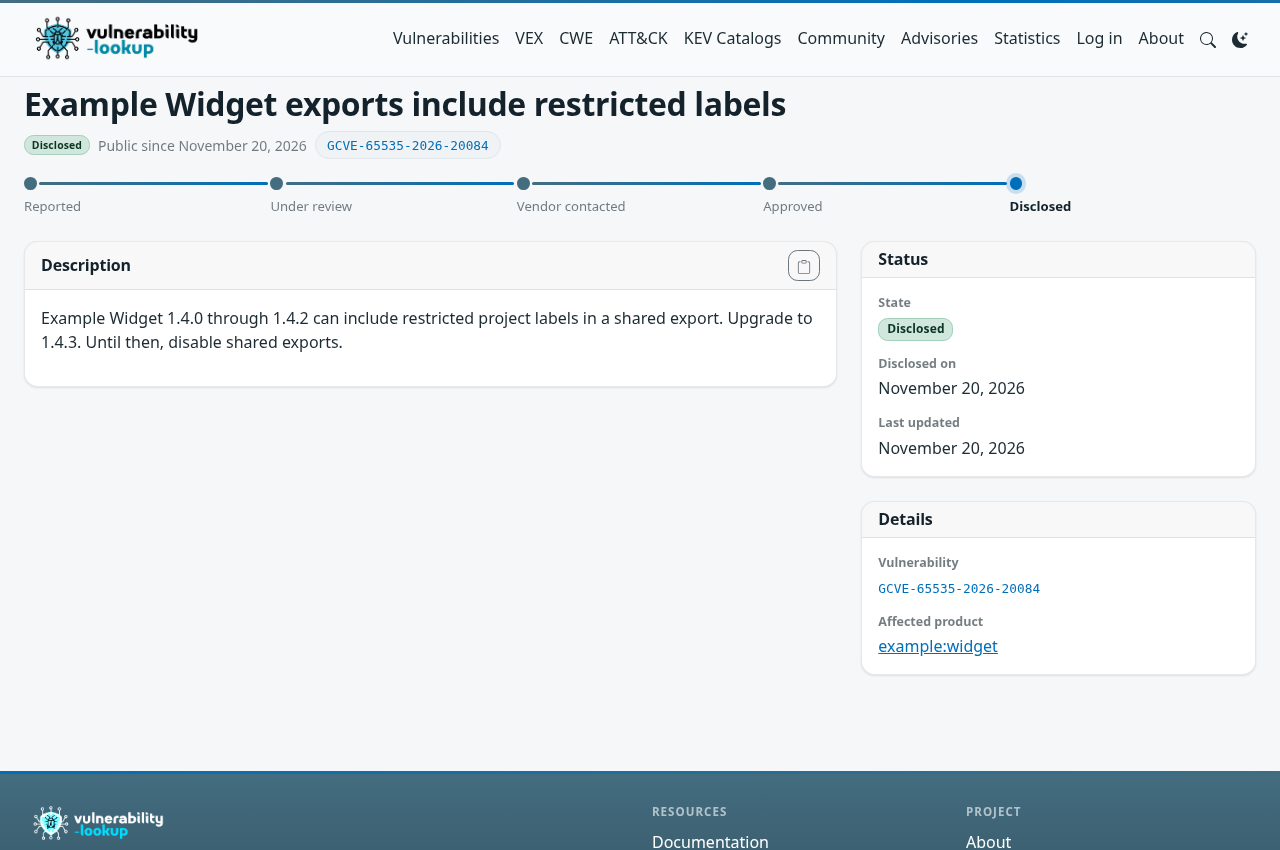 vulnerability
-lookup
Vulnerabilities VEX CWE ATT&CK KEV Catalogs Community Advisories Statistics Log in About
Example Widget exports include restricted labels
Disclosed Public since November 20, 2026 GCVE-65535-2026-20084
Reported Under review Vendor contacted Approved Disclosed
Description
Example Widget 1.4.0 through 1.4.2 can include restricted project labels in a shared export. Upgrade to
1.4.3. Until then, disable shared exports.
Status
State
Disclosed
Disclosed on
November 20, 2026
Last updated
November 20, 2026
Details
Vulnerability
GCVE-65535-2026-20084
Affected product
example:widget
vulnerability
-lookup
RESOURCES
Documentation
PROJECT
About